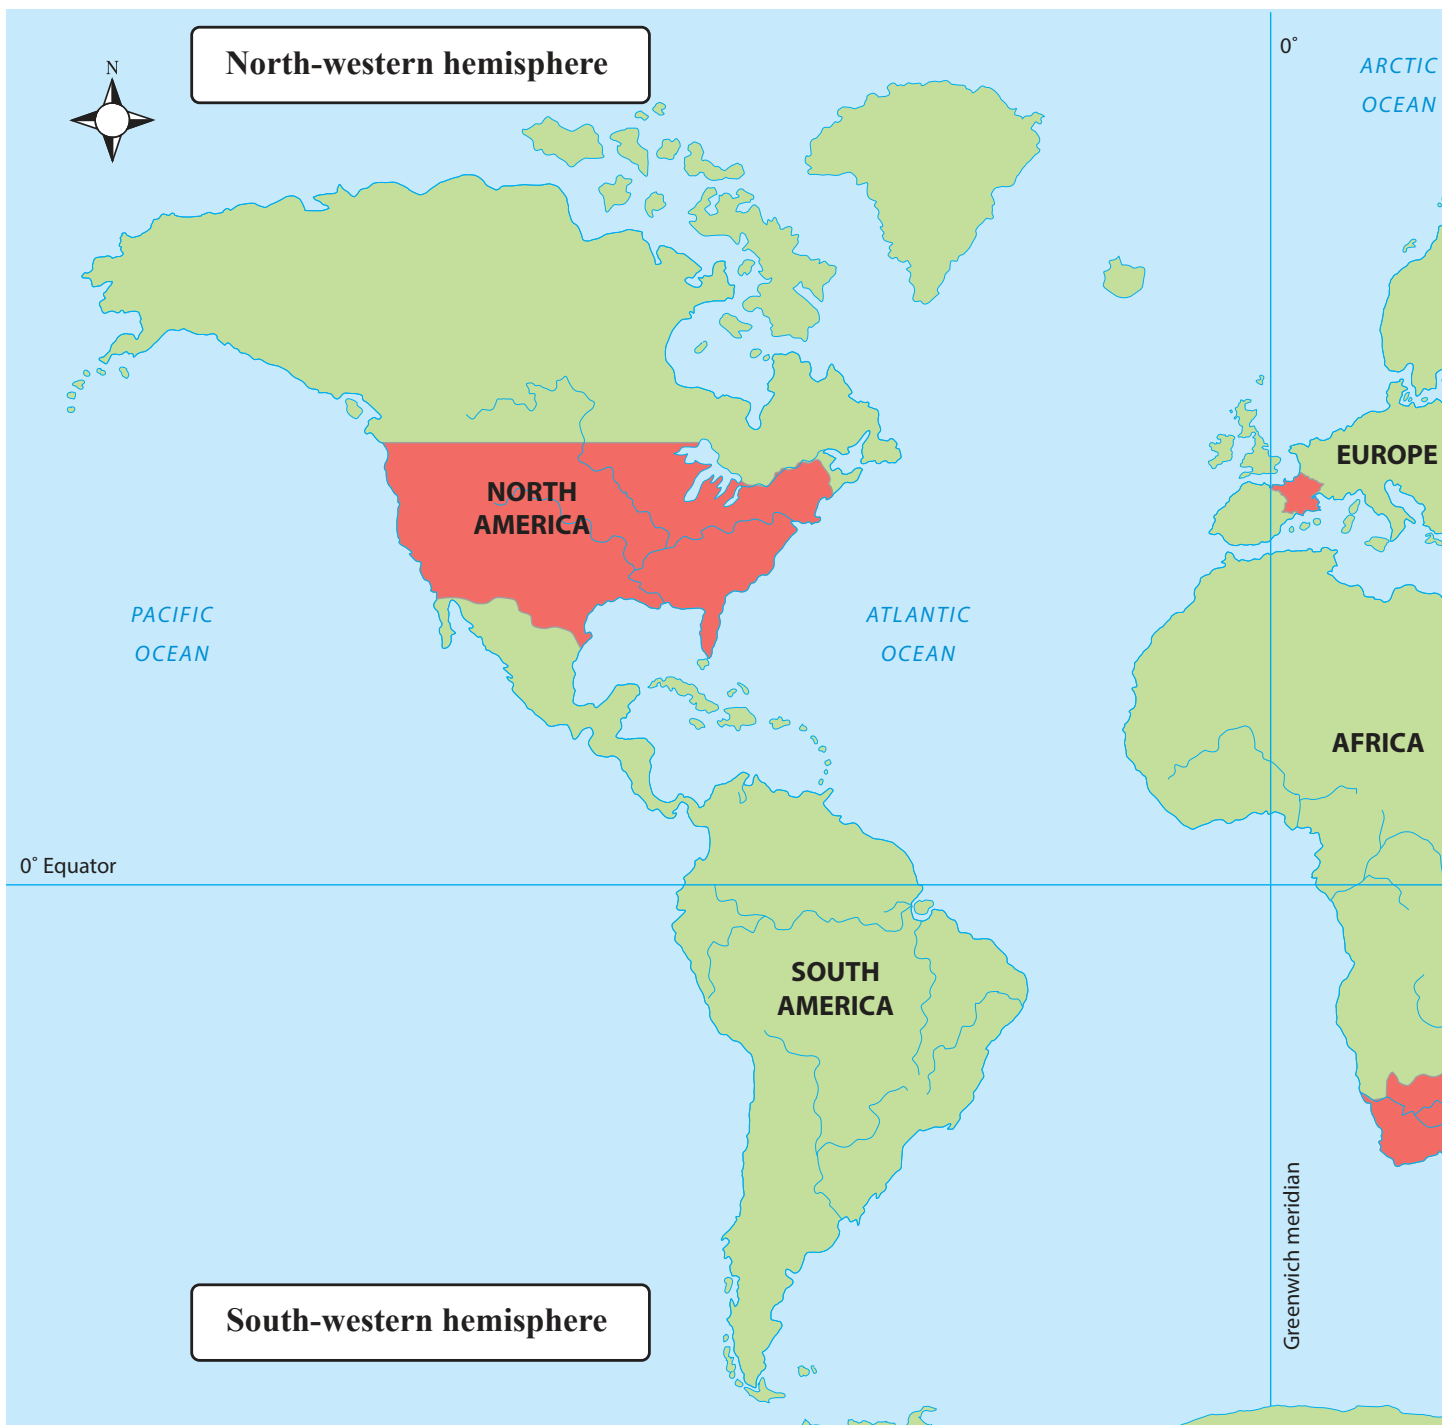 North-western hemisphere
N
0°
ARCTIC
OCEAN
EUROPE
NORTH
AMERICA
PACIFIC
OCEAN
ATLANTIC
OCEAN
AFRICA
0° Equator
SOUTH
AMERICA
Greenwich meridian
South-western hemisphere